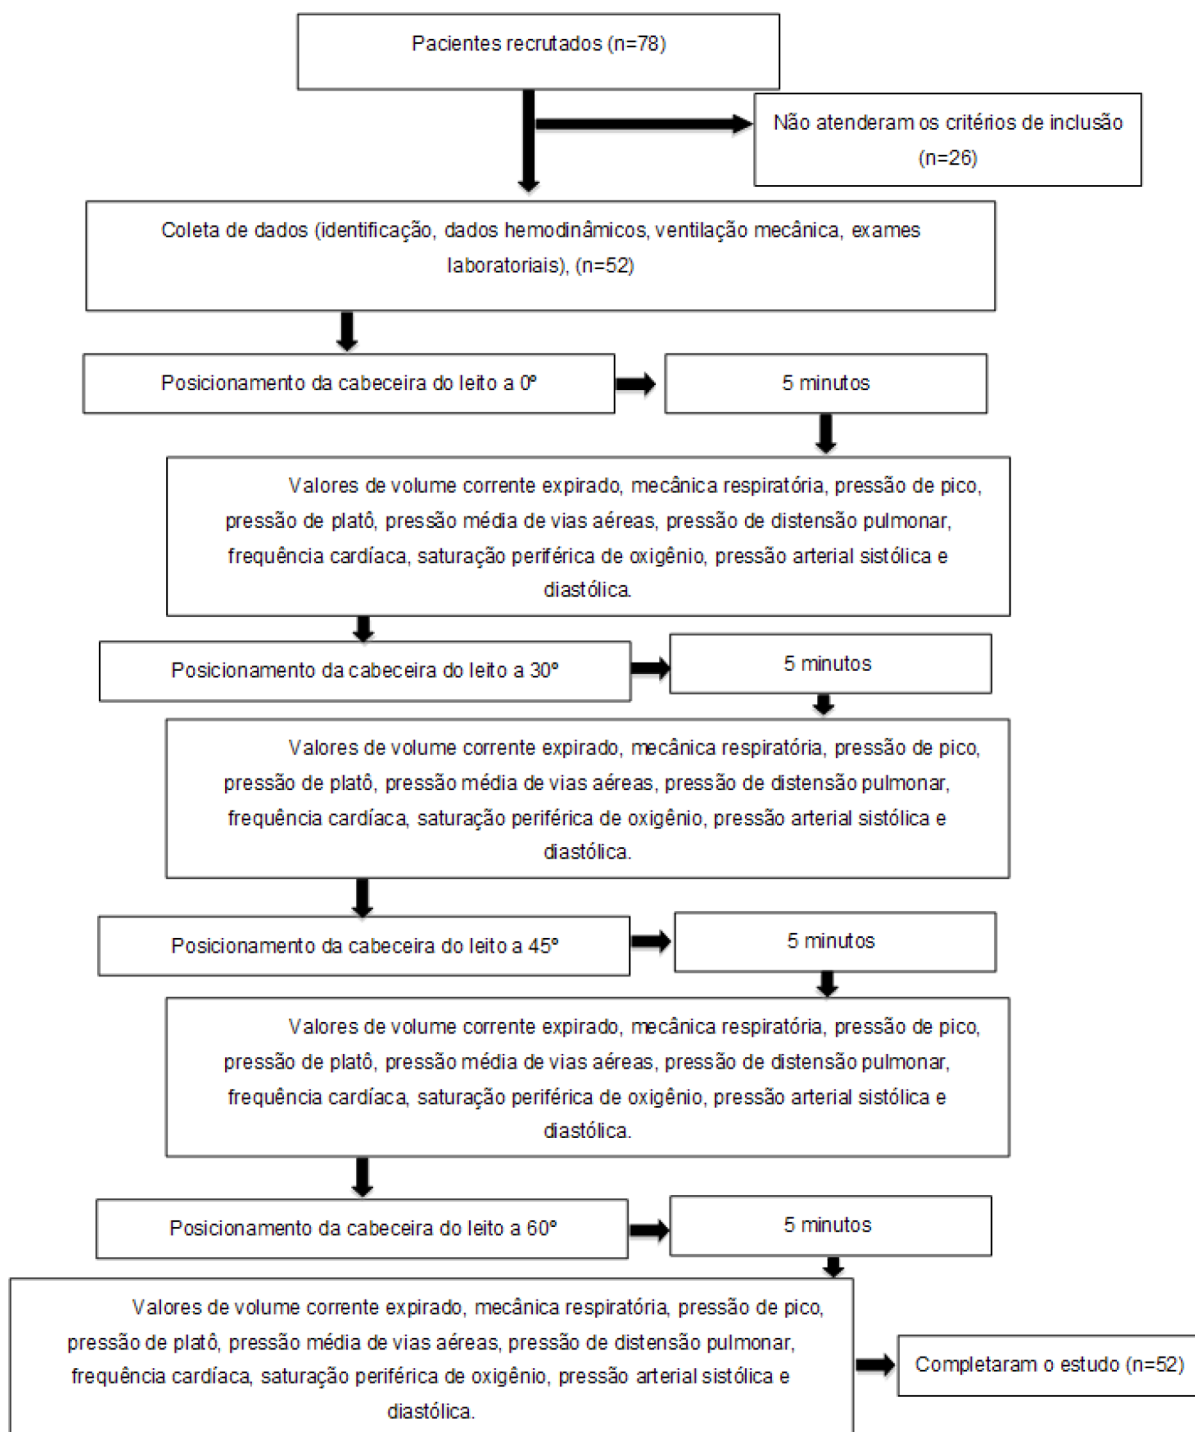 Pacientes recrutados (n=78)
Não atenderam os critérios de inclusão
(n=26)
Coleta de dados (identificação, dados hemodinâmicos, ventilação mecânica, exames
laboratoriais), (n=52)
Posicionamento da cabeceira do leito a 0º
5 minutos
Valores de volume corrente expirado, mecânica respiratória, pressão de pico,
pressão de platô, pressão média de vias aéreas, pressão de distensão pulmonar,
frequência cardíaca, saturação periférica de oxigênio, pressão arterial sistólica e
diastólica.
Posicionamento da cabeceira do leito a 30º
5 minutos
Valores de volume corrente expirado, mecânica respiratória, pressão de pico,
pressão de platô, pressão média de vias aéreas, pressão de distensão pulmonar,
frequência cardíaca, saturação periférica de oxigênio, pressão arterial sistólica e
diastólica.
Posicionamento da cabeceira do leito a 45º
5 minutos
Valores de volume corrente expirado, mecânica respiratória, pressão de pico,
pressão de platô, pressão média de vias aéreas, pressão de distensão pulmonar,
frequência cardíaca, saturação periférica de oxigênio, pressão arterial sistólica e
diastólica.
Posicionamento da cabeceira do leito a 60º
5 minutos
Valores de volume corrente expirado, mecânica respiratória, pressão de pico,
pressão de platô, pressão média de vias aéreas, pressão de distensão pulmonar,
frequência cardíaca, saturação periférica de oxigênio, pressão arterial sistólica e
diastólica.
Completaram o estudo (n=52)